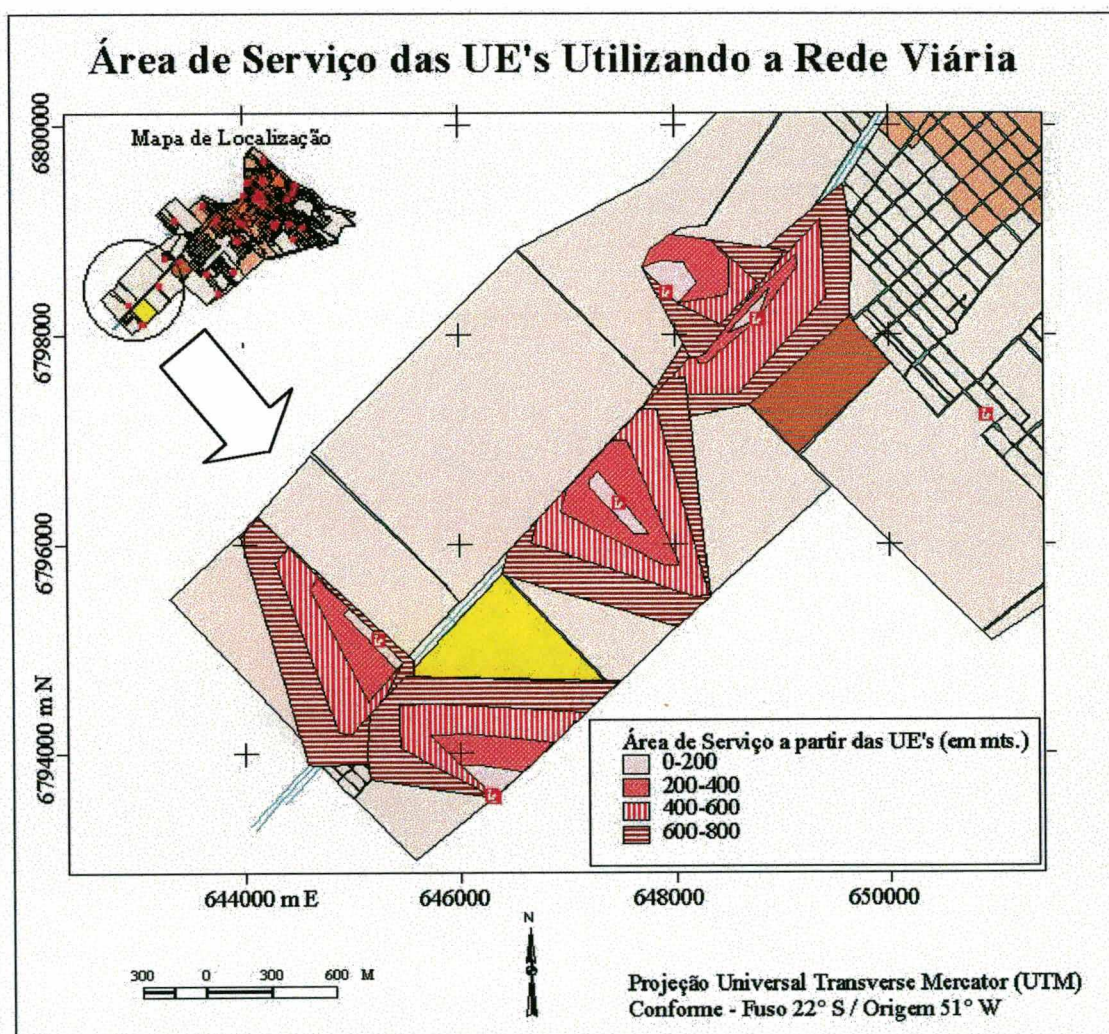 Área de Serviço das UE's Utilizando a Rede Viária
Mapa de Localização
6800000
6798000
6796000
6794000 m N
Área de Serviço a partir das UE's (em mts.)
0-200
200-400
400-600
600-800
644000 m E
646000
648000
650000
N
300 0 300 600 M
Projeção Universal Transverse Mercator (UTM)
Conforme - Fuso 22° S / Origem 51° W